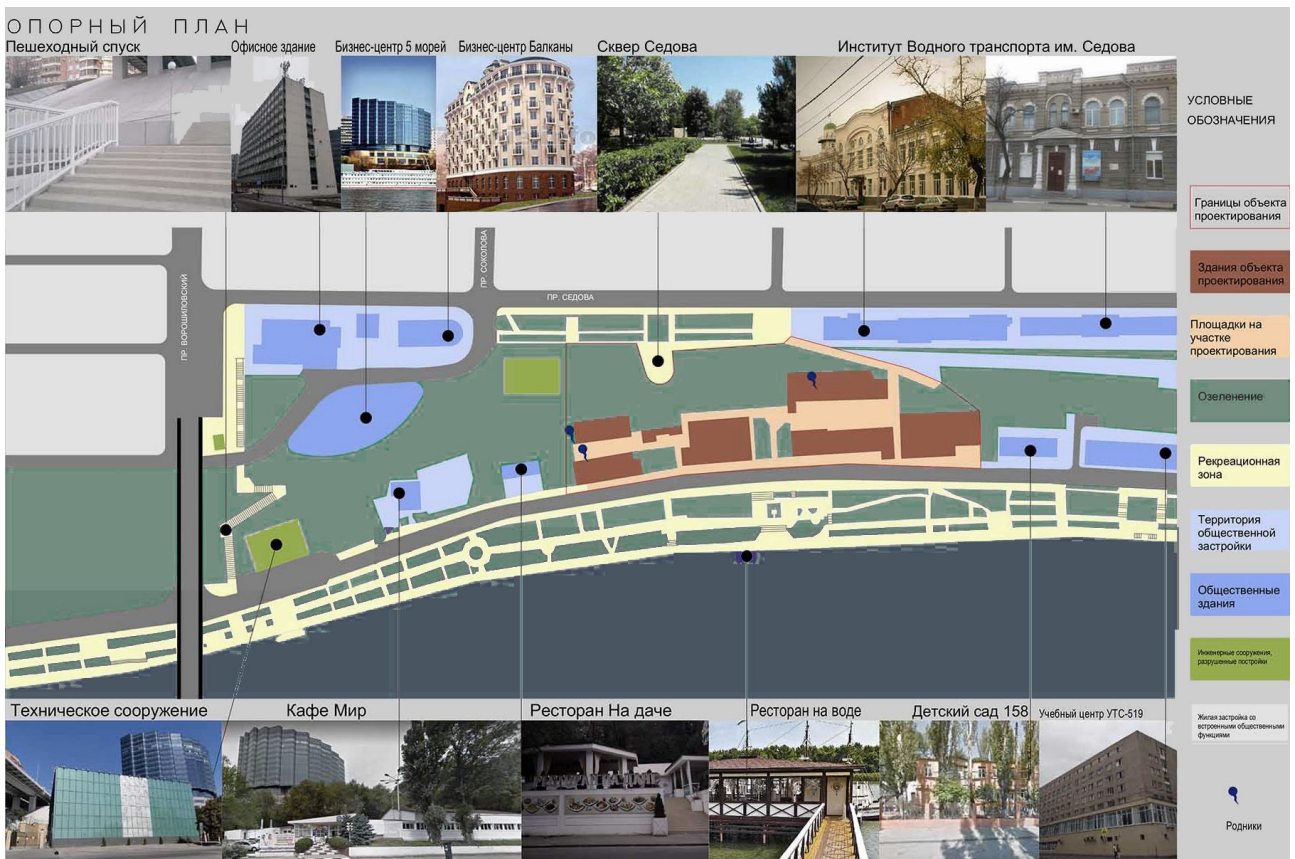 ОПОРНЫЙ ПЛАН
Пешеходный спуск
Офисное здание
Бизнес-центр 5 морей
Бизнес-центр Балканы
Сквер Седова
Институт Водного транспорта им. Седова
УСЛОВНЫЕ
ОБОЗНАЧЕНИЯ
Границы объекта
проектирования
Здания объекта
проектирования
Площадки на
участке
проектирования
Озеленение
Рекреационная
зона
Территория
общественной
застройки
Общественные
здания
Инженерные сооружения,
разрушенные постройки
Жилая застройка со
встроенными общественными
функциями
Родники
ПР. ВОРОШИЛОВСКИЙ
ПР. СОКОЛОВА
ПР. СЕДОВА
Техническое сооружение
Кафе Мир
Ресторан На даче
Ресторан на воде
Детский сад 158
Учебный центр УТС-519